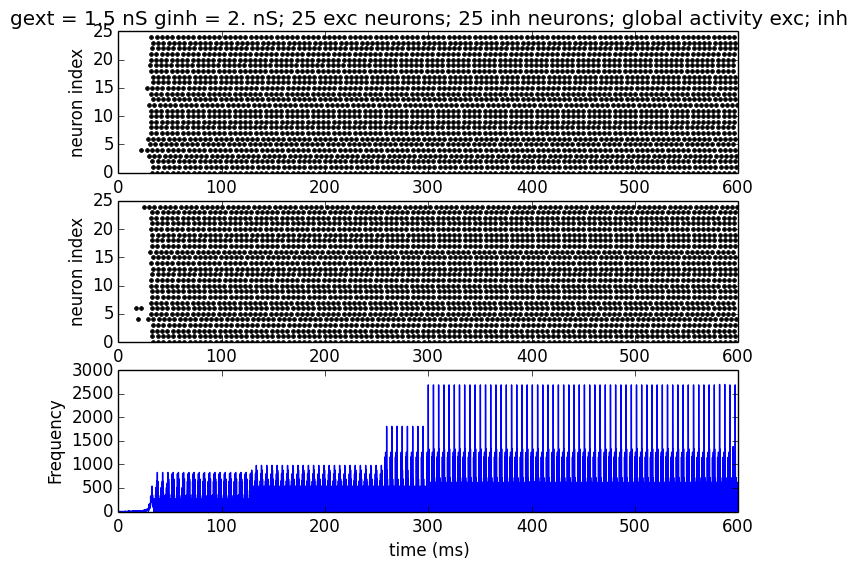 gext = 1.5 nS ginh = 2. nS; 25 exc neurons; 25 inh neurons; global activity exc; inh
25
20
15
10
5
0
neuron index
0 100 200 300 400 500 600
25
20
15
10
5
0
neuron index
0 100 200 300 400 500 600
3000
2500
2000
1500
1000
500
0
Frequency
0 100 200 300 400 500 600
time (ms)